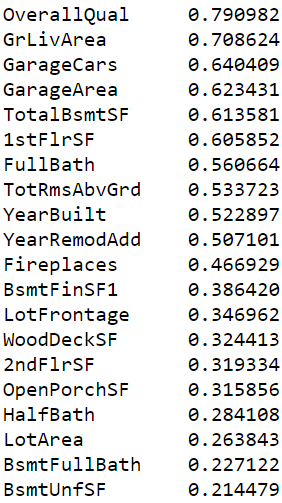 OverallQual 0.790982
GrLivArea 0.708624
GarageCars 0.640409
GarageArea 0.623431
TotalBsmtSF 0.613581
1stFlrSF 0.605852
FullBath 0.560664
TotRmsAbvGrd 0.533723
YearBuilt 0.522897
YearRemodAdd 0.507101
Fireplaces 0.466929
BsmtFinSF1 0.386420
LotFrontage 0.346962
WoodDeckSF 0.324413
2ndFlrSF 0.319334
OpenPorchSF 0.315856
HalfBath 0.284108
LotArea 0.263843
BsmtFullBath 0.227122
BsmtUnfSF 0.214479